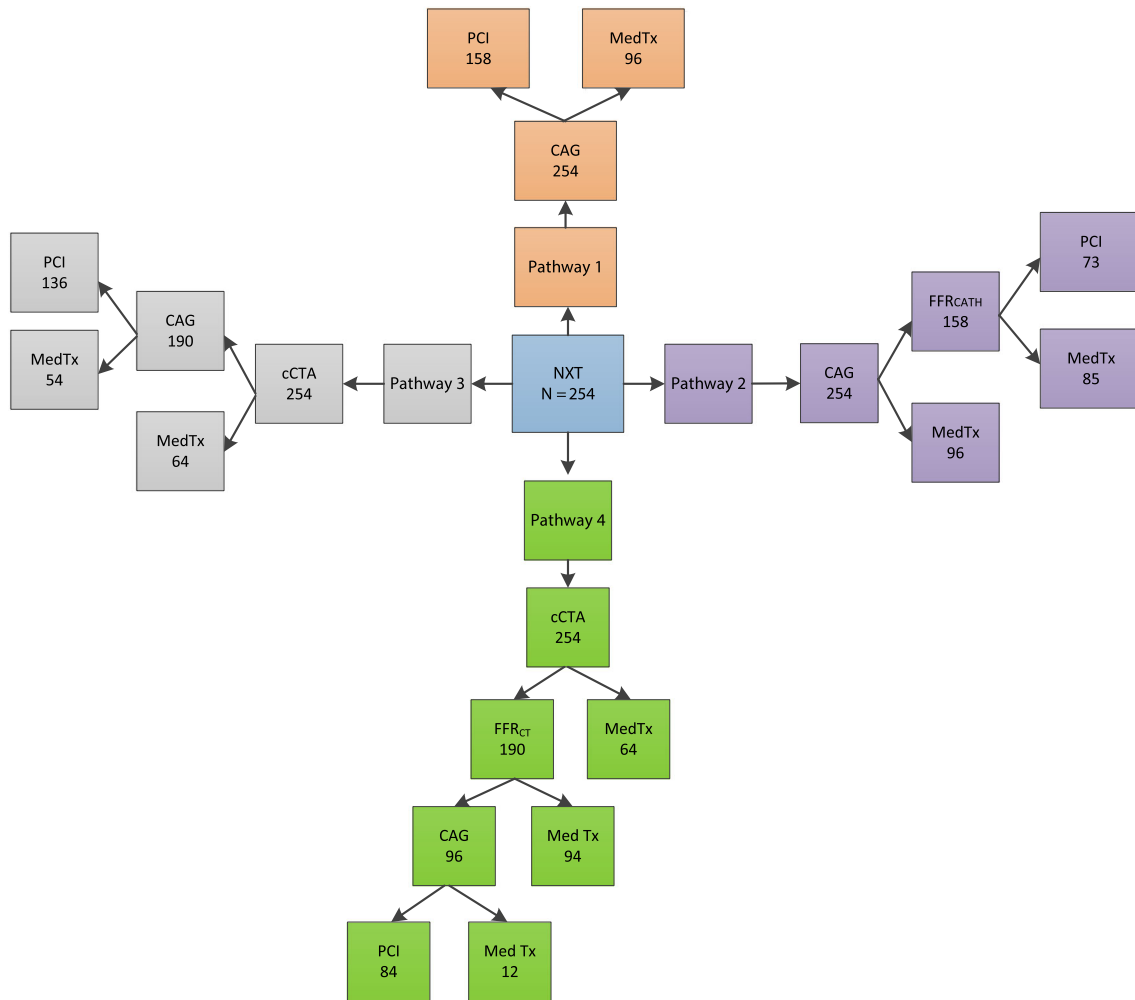 PCI
158
MedTx
96
CAG
254
Pathway 1
PCI
136
MedTx
54
CAG
190
MedTx
64
cCTA
254
Pathway 3
NXT
N = 254
Pathway 2
CAG
254
FFRCATH
158
MedTx
96
PCI
73
MedTx
85
Pathway 4
cCTA
254
FFRCT
190
MedTx
64
CAG
96
Med Tx
94
PCI
84
Med Tx
12